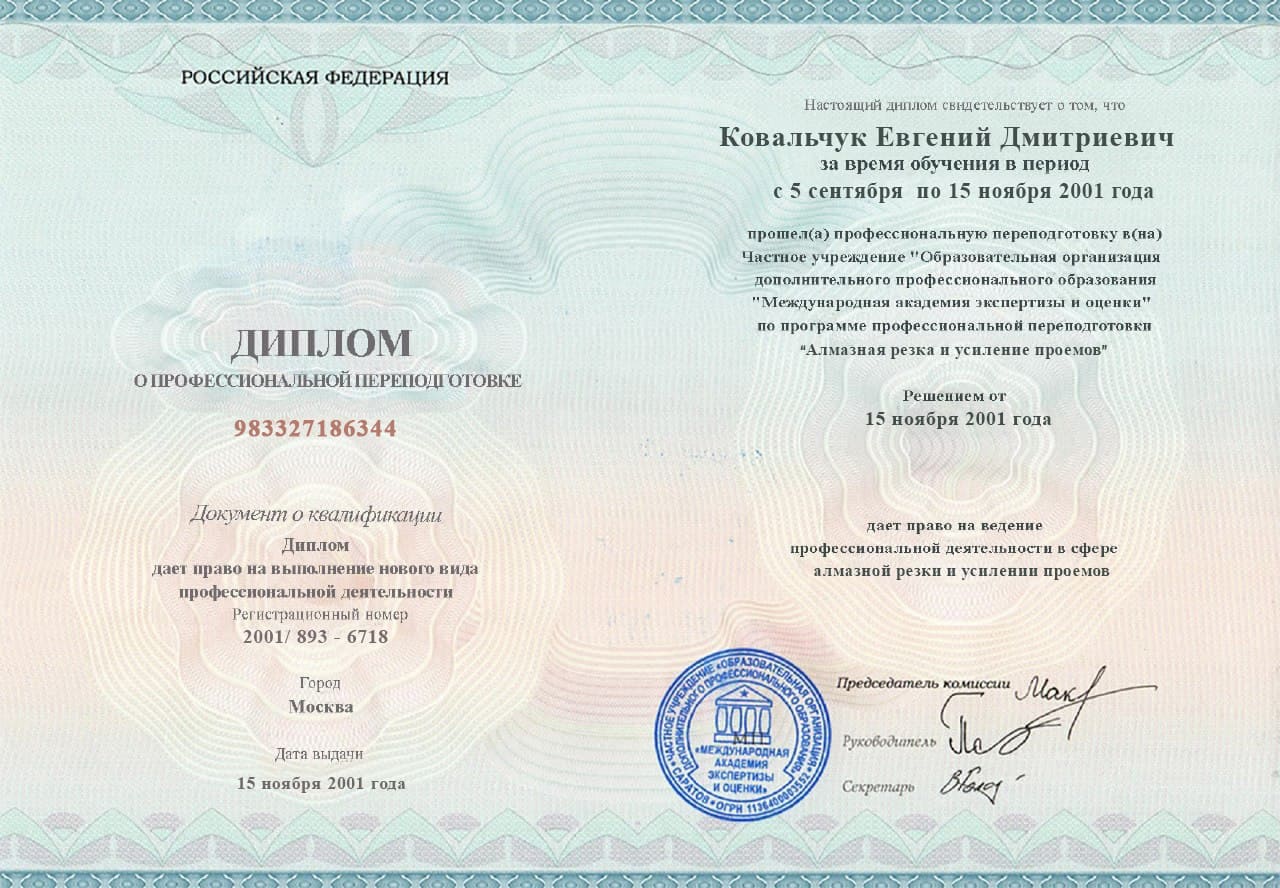 РОССИЙСКАЯ ФЕДЕРАЦИЯ
ДИПЛОМ
О ПРОФЕССИОНАЛЬНОЙ ПЕРЕПОДГОТОВКЕ
983327186344
Документ о квалификации
Диплом
дает право на выполнение нового вида
профессиональной деятельности
Регистрационный номер
2001/ 893 - 6718
Город
Москва
Дата выдачи
15 ноября 2001 года
Настоящий диплом свидетельствует о том, что
Ковальчук Евгений Дмитриевич
за время обучения в период
с 5 сентября по 15 ноября 2001 года
прошел(а) профессиональную переподготовку в(на)
Частное учреждение "Образовательная организация
дополнительного профессионального образования
"Международная академия экспертизы и оценки"
по программе профессиональной переподготовки
"Алмазная резка и усиление проемов"
Решением от
15 ноября 2001 года
дает право на ведение
профессиональной деятельности в сфере
алмазной резки и усилении проемов
Председатель комиссии
Руководитель
Секретарь
ЧАСТНОЕ УЧРЕЖДЕНИЕ «ОБРАЗОВАТЕЛЬНАЯ ОРГАНИЗАЦИЯ
ДОПОЛНИТЕЛЬНОГО ПРОФЕССИОНАЛЬНОГО ОБРАЗОВАНИЯ
М.П.
«МЕЖДУНАРОДНАЯ
АКАДЕМИЯ
ЭКСПЕРТИЗЫ
И ОЦЕНКИ»
САРАТОВ • ОГРН 1136400003552